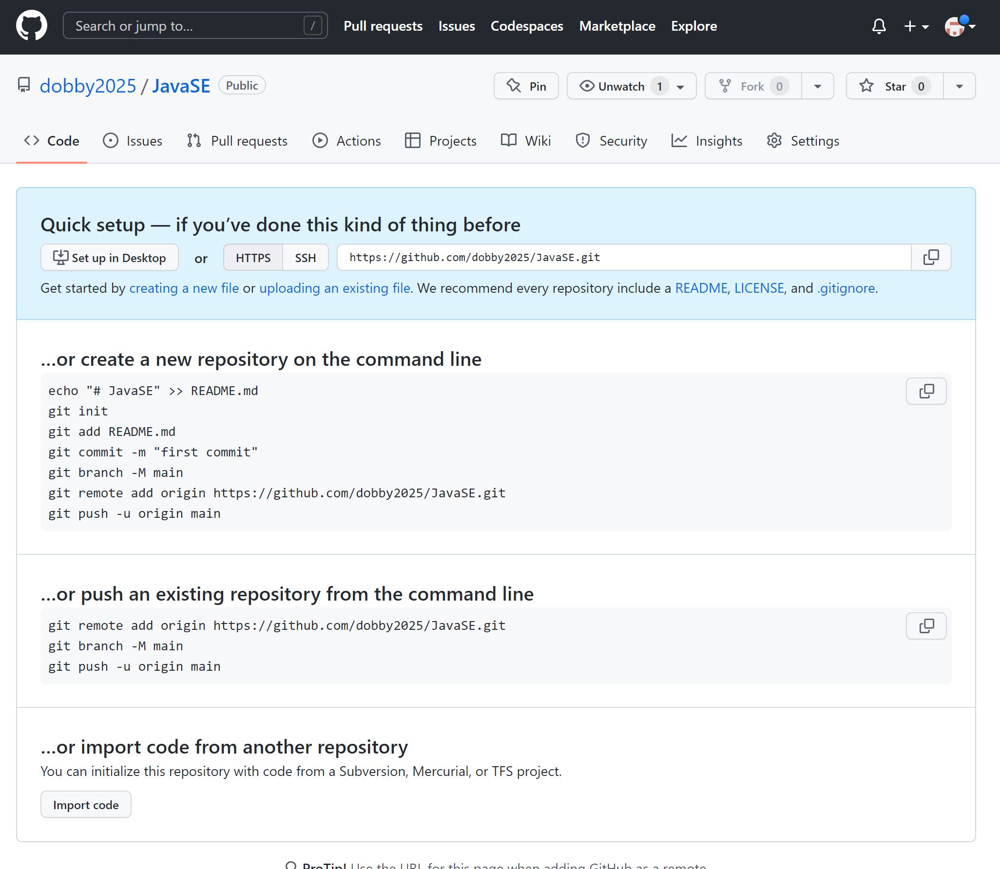 Search or jump to... /
Pull requests Issues Codespaces Marketplace Explore
dobby2025 / JavaSE Public
Pin Unwatch 1 Fork 0 Star 0
Code Issues Pull requests Actions Projects Wiki Security Insights Settings
Quick setup — if you’ve done this kind of thing before
Set up in Desktop or HTTPS SSH https://github.com/dobby2025/JavaSE.git
Get started by creating a new file or uploading an existing file. We recommend every repository include a README, LICENSE, and .gitignore.
…or create a new repository on the command line
echo "# JavaSE" >> README.md
git init
git add README.md
git commit -m "first commit"
git branch -M main
git remote add origin https://github.com/dobby2025/JavaSE.git
git push -u origin main
…or push an existing repository from the command line
git remote add origin https://github.com/dobby2025/JavaSE.git
git branch -M main
git push -u origin main
…or import code from another repository
You can initialize this repository with code from a Subversion, Mercurial, or TFS project.
Import code
ProTip! Use the URL for this page when adding GitHub as a remote.